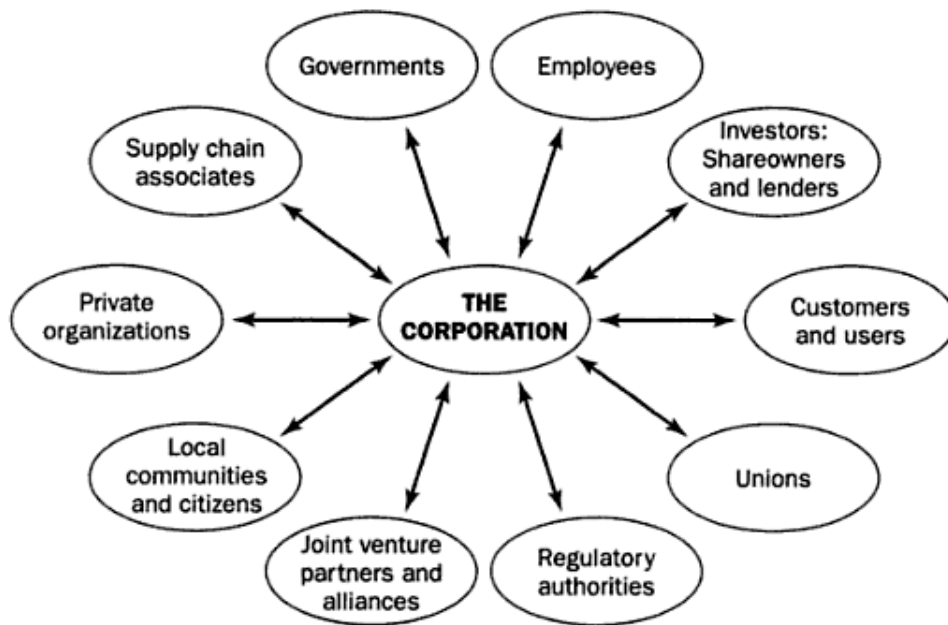 Governments
Employees
Supply chain
associates
Investors:
Shareowners
and lenders
Private
organizations
THE
CORPORATION
Customers
and users
Local
communities
and citizens
Unions
Joint venture
partners and
alliances
Regulatory
authorities